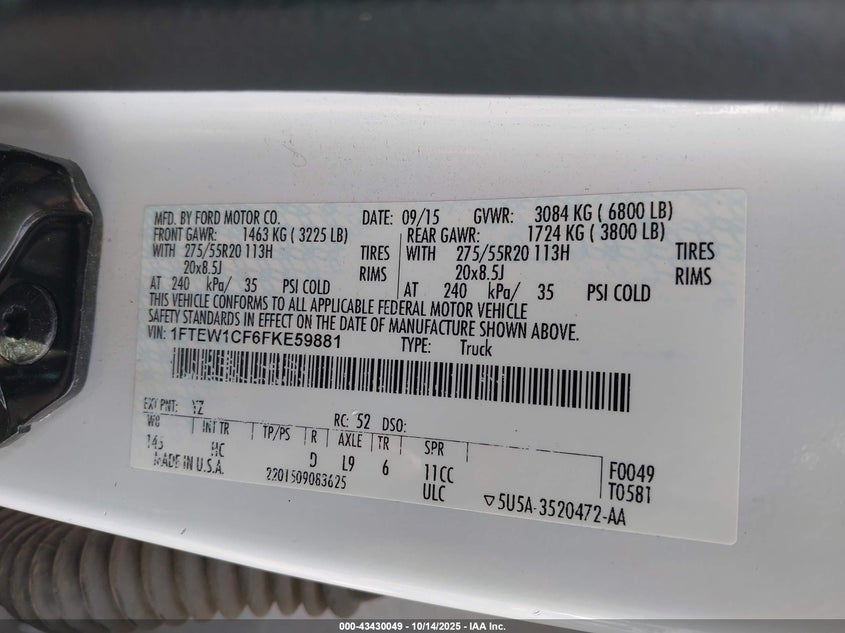 MFD. BY FORD MOTOR CO. DATE: 09/15 GVWR: 3084 KG ( 6800 LB)
FRONT GAWR: 1463 KG ( 3225 LB) REAR GAWR: 1724 KG ( 3800 LB)
WITH 275/55R20 113H TIRES WITH 275/55R20 113H TIRES
20x8.5J RIMS 20x8.5J RIMS
AT 240 kPa/ 35 PSI COLD AT 240 kPa/ 35 PSI COLD
THIS VEHICLE CONFORMS TO ALL APPLICABLE FEDERAL MOTOR VEHICLE
SAFETY STANDARDS IN EFFECT ON THE DATE OF MANUFACTURE SHOWN ABOVE.
VIN: 1FTEW1CF6FKE59881 TYPE: Truck
EXT PNT: YZ RC: 52 DSO:
WB INT TR TP/PS R AXLE TR SPR
145 HC D L9 6 11CC F0049
MADE IN U.S.A. 2201509083625 ULC T0581
▽5U5A-3520472-AA
000-43430049 - 10/14/2025 - IAA Inc.